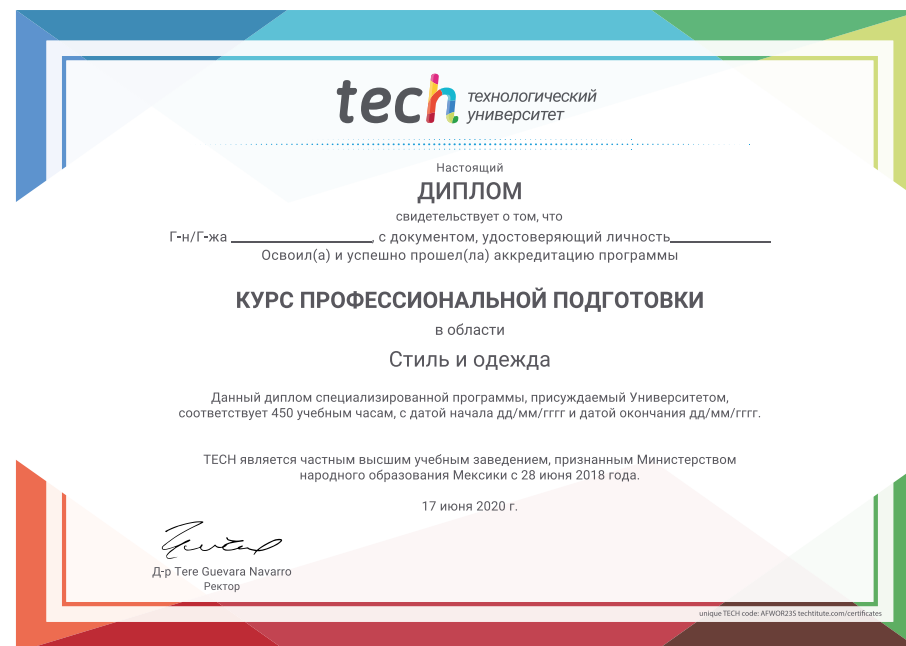 tech технологический
университет
Настоящий
ДИПЛОМ
свидетельствует о том, что
Г-н/Г-жа ________________, с документом, удостоверяющий личность____________
Освоил(а) и успешно прошел(ла) аккредитацию программы
КУРС ПРОФЕССИОНАЛЬНОЙ ПОДГОТОВКИ
в области
Стиль и одежда
Данный диплом специализированной программы, присуждаемый Университетом,
соответствует 450 учебным часам, с датой начала дд/мм/гггг и датой окончания дд/мм/гггг.
TECH является частным высшим учебным заведением, признанным Министерством
народного образования Мексики с 28 июня 2018 года.
17 июня 2020 г.
Д-р Tere Guevara Navarro
Ректор
unique TECH code: AFWOR23S techtitute.com/certificates